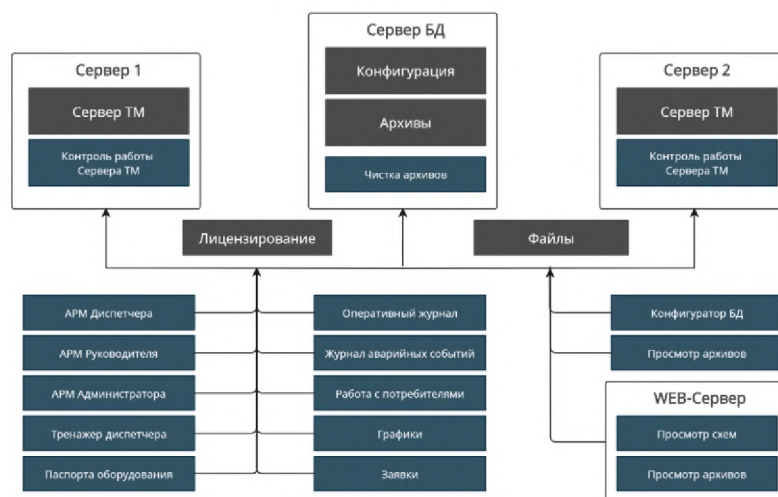 Сервер БД
Сервер 1
Конфигурация
Сервер 2
Сервер ТМ
Архивы
Сервер ТМ
Контроль работы
Сервера ТМ
Чистка архивов
Контроль работы
Сервера ТМ
Лицензирование
Файлы
АРМ Диспетчера
Оперативный журнал
Конфигуратор БД
АРМ Руководителя
Журнал аварийных событий
Просмотр архивов
АРМ Администратора
Работа с потребителями
WEB-Сервер
Тренажер диспетчера
Графики
Просмотр схем
Паспорта оборудования
Заявки
Просмотр архивов